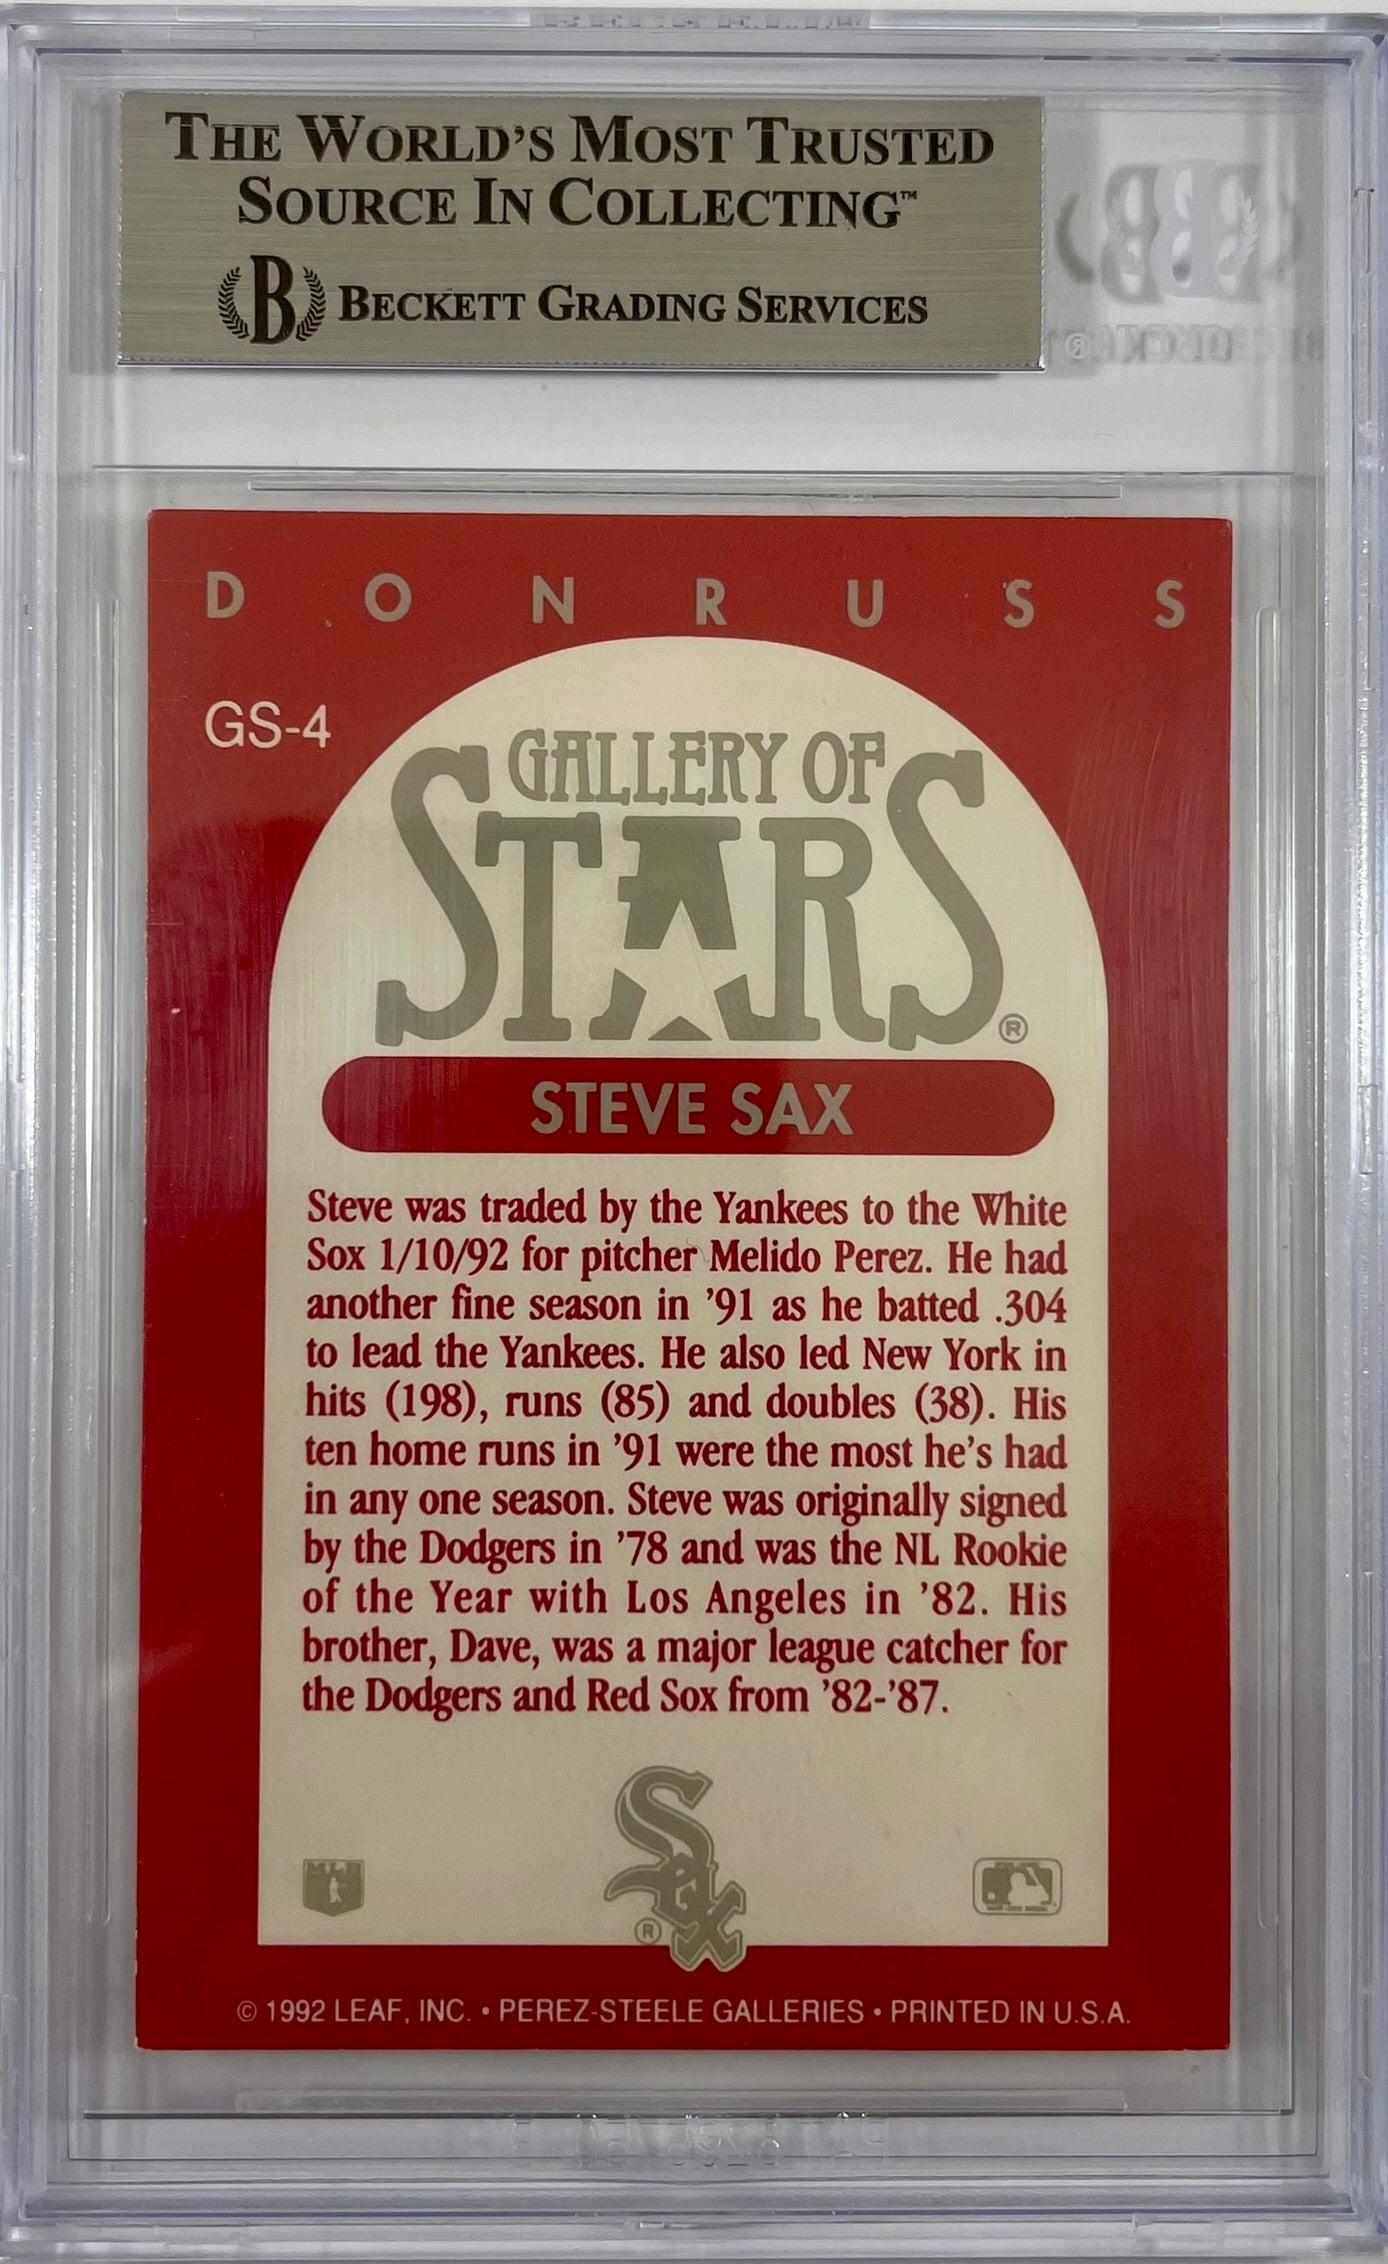 THE WORLD'S MOST TRUSTED
SOURCE IN COLLECTING™
B BECKETT GRADING SERVICES
DONRUSS
GS-4
GALLERY OF
STARS®
STEVE SAX
Steve was traded by the Yankees to the White
Sox 1/10/92 for pitcher Melido Perez. He had
another fine season in '91 as he batted .304
to lead the Yankees. He also led New York in
hits (198), runs (85) and doubles (38). His
ten home runs in '91 were the most he's had
in any one season. Steve was originally signed
by the Dodgers in '78 and was the NL Rookie
of the Year with Los Angeles in '82. His
brother, Dave, was a major league catcher for
the Dodgers and Red Sox from '82-'87.
Sox
®
© 1992 LEAF, INC. • PEREZ-STEELE GALLERIES • PRINTED IN U.S.A.